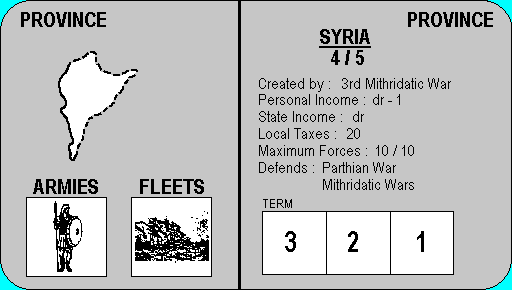 PROVINCE
ARMIES FLEETS
PROVINCE
SYRIA
4 / 5
Created by : 3rd Mithridatic War
Personal Income : dr - 1
State Income : dr
Local Taxes : 20
Maximum Forces : 10 / 10
Defends : Parthian War
Mithridatic Wars
TERM
3 2 1